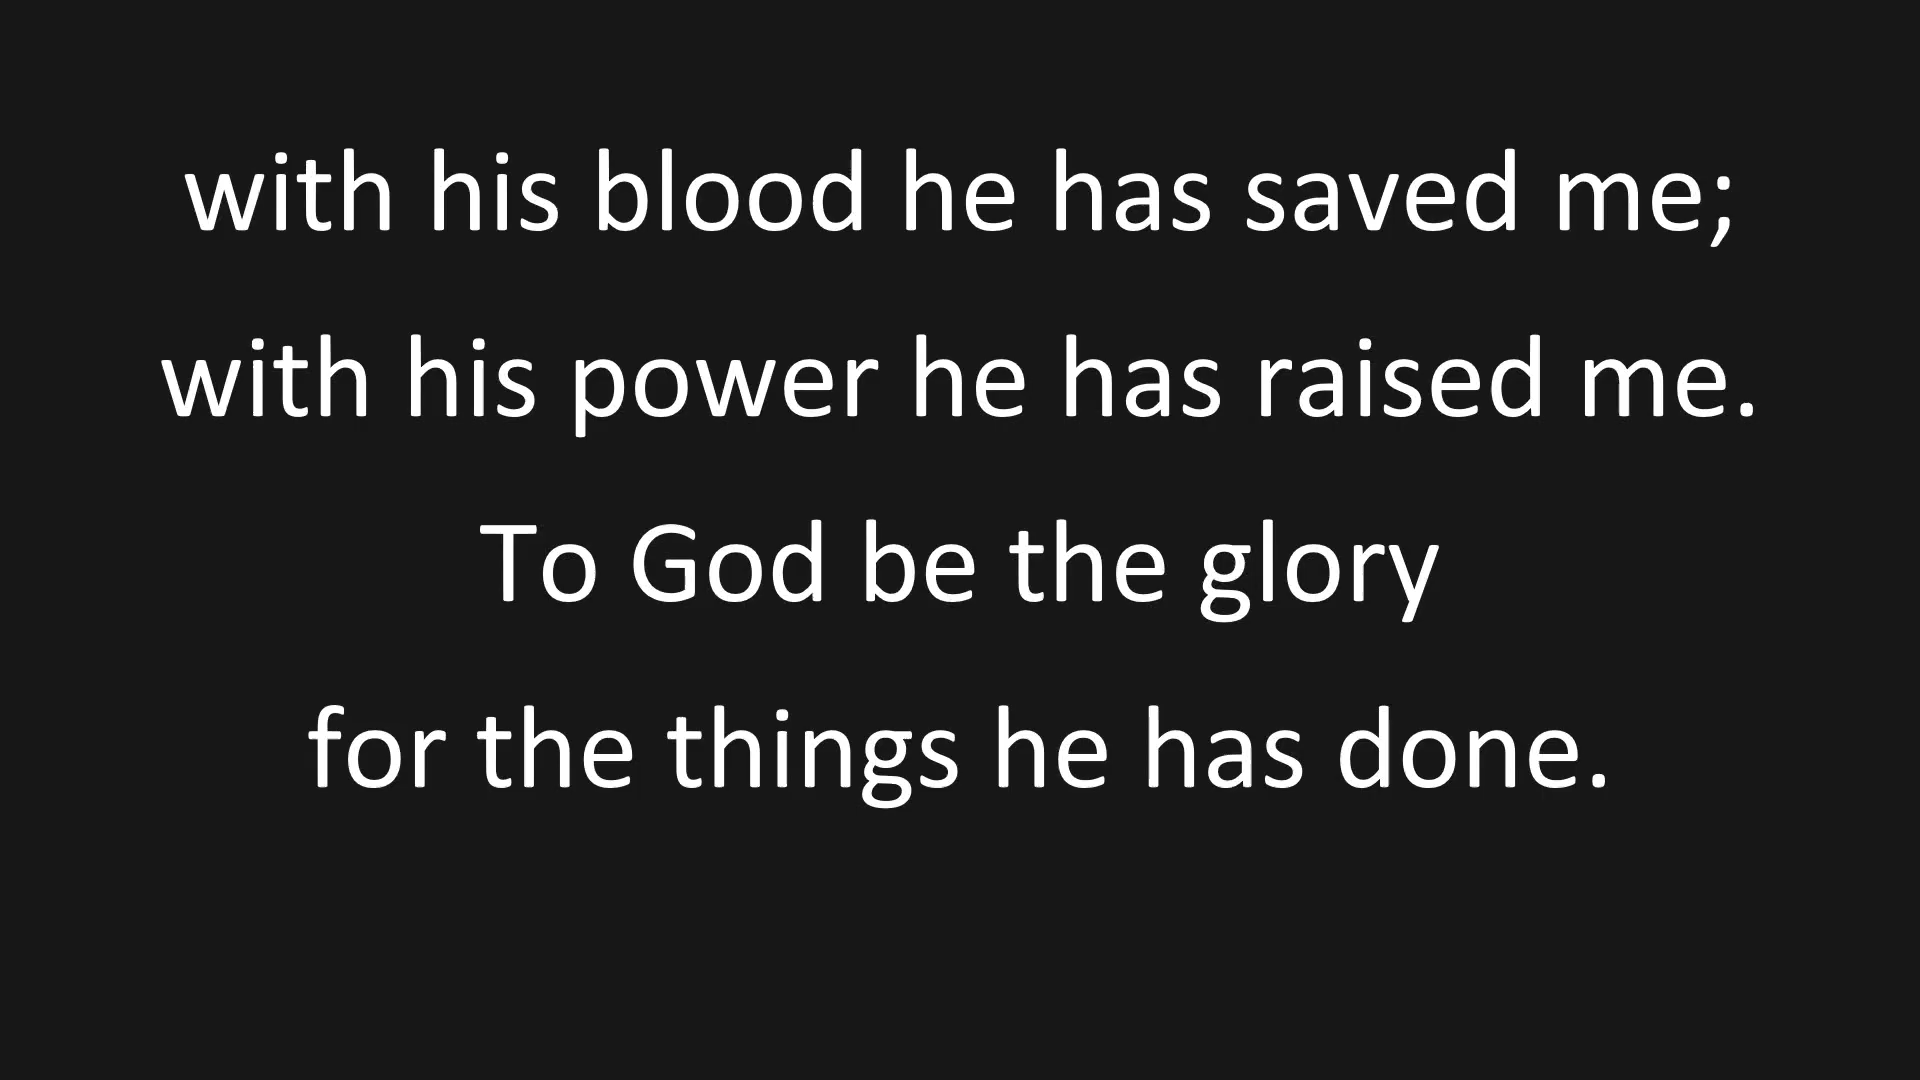 with his blood he has saved me;
with his power he has raised me.
To God be the glory
for the things he has done.